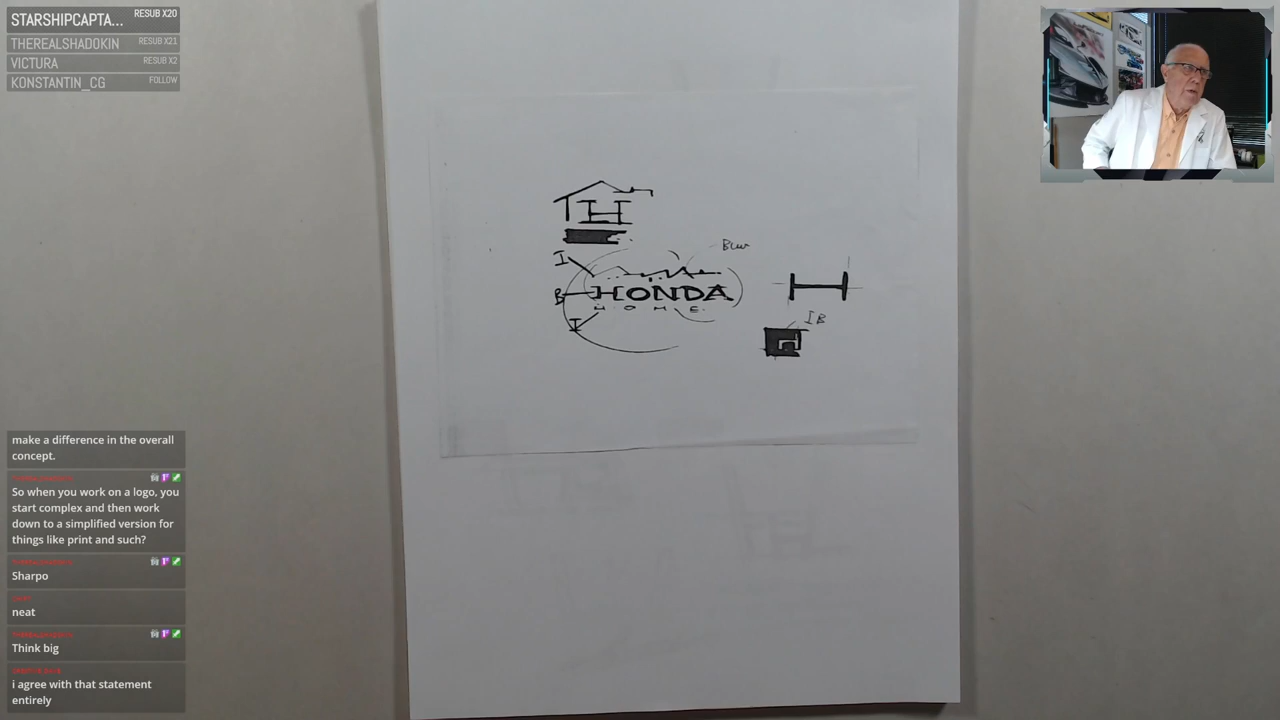 STARSHIPCAPTA...
RESUB X20
THEREALSHADOKIN
RESUB X21
VICTURA
RESUB X2
KONSTANTIN_CG
FOLLOW
H
I
B
I
HONDA
HOME
H
IB
make a difference in the overall
concept.
So when you work on a logo, you
start complex and then work
down to a simplified version for
things like print and such?
Sharpo
neat
Think big
i agree with that statement
entirely